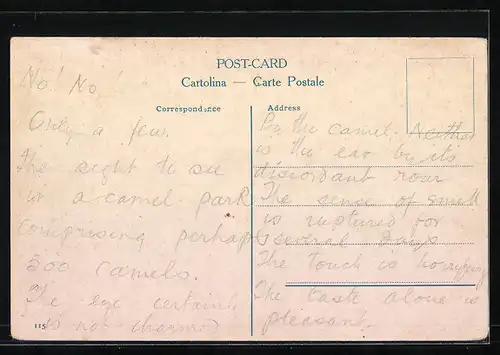 POST-CARD
Cartolina — Carte Postale
Correspondence
Address
No! No!
Only a few.
The sight to see
is a camel park
comprising perhaps
500 camels.
The eye certainly
is not charmed
By the camel. Neither
is the ear by its
discordant roar
The sense of smell
is ruptured for
several days
The touch is horrifying
The taste alone is
pleasant.
115